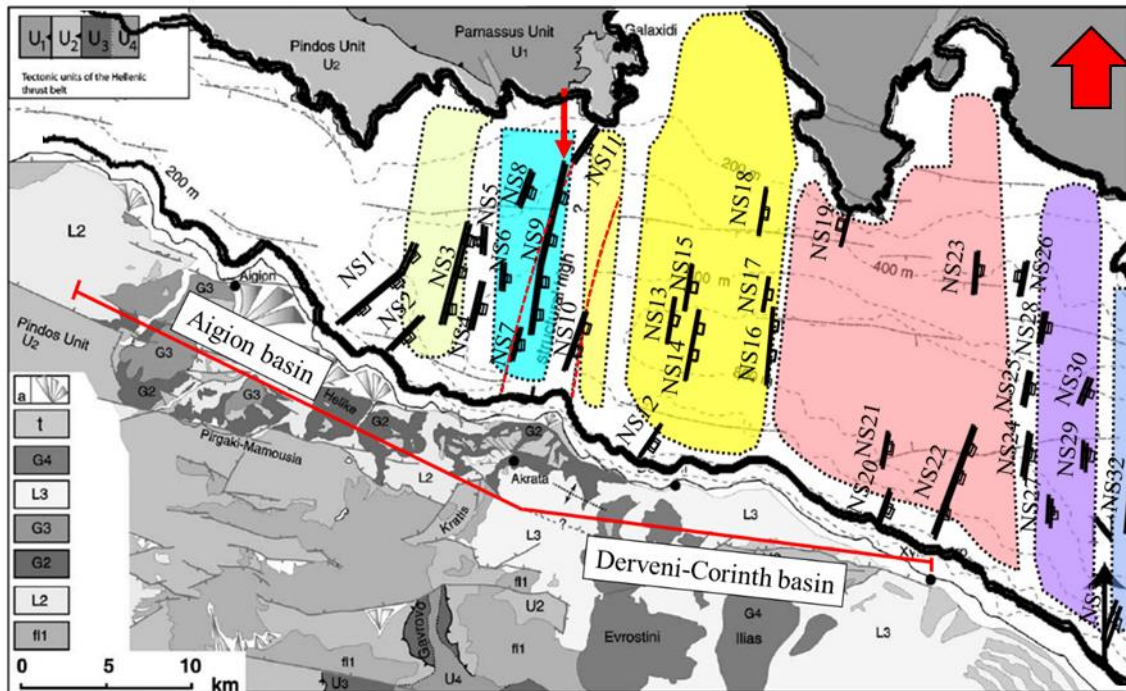 U1 U2 U3 U4
Tectonic units of the Hellenic
thrust belt
Pindos Unit
U2
Parnassus Unit
U1
Galaxidi
200 m
200 m
400 m
L2
Aigion
G3
NS1
NS2
NS3
NS4
NS5
NS6
NS7
NS8
NS9
NS10
NS11
structural high
?
NS12
NS13
NS14
NS15
NS16
NS17
NS18
NS19
NS20
NS21
NS22
NS23
NS24
NS25
NS26
NS27
NS28
NS29
NS30
NS32
Aigion basin
Pindos Unit
U2
G3
G2
G3
Helike
G2
G2
Pirgaki-Mamousia
L2
Akrata
Kratis
?
L3
L3
Derveni-Corinth basin
fl1
U2
fl1
fl1
Gavrovo
U4
U3
Evrostini
G4
Ilias
L3
a
t
G4
L3
G3
G2
L2
fl1
0 5 10
km